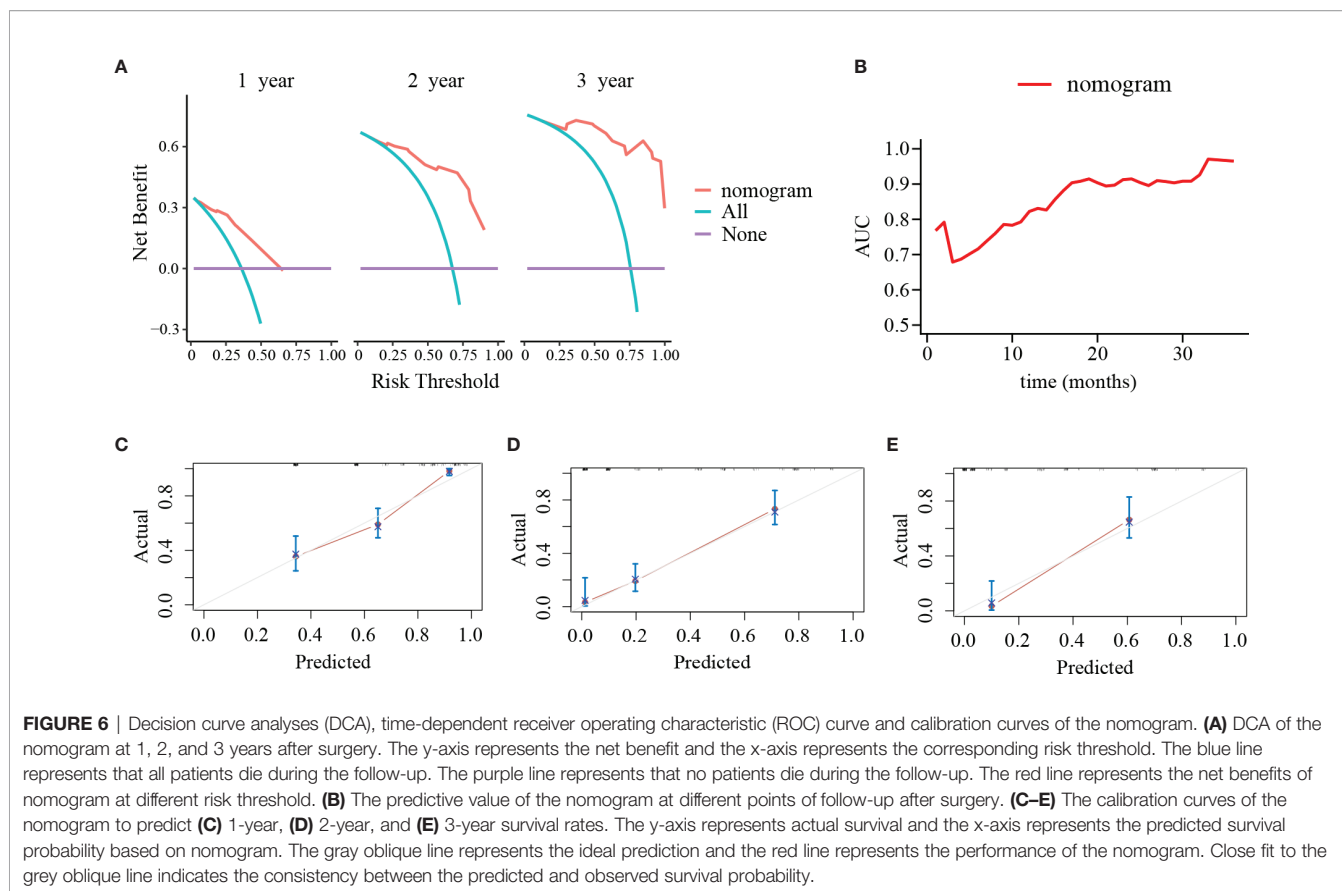 A
1 year
2 year
3 year
Net Benefit
0.6
0.3
0.0
−0.3
0 0.25 0.50 0.75 1.00
0 0.25 0.50 0.75 1.00
0 0.25 0.50 0.75 1.00
Risk Threshold
nomogram
All
None
B
nomogram
AUC
1.0
0.9
0.8
0.7
0.6
0.5
0 10 20 30
time (months)
C
Actual
0.0 0.4 0.8
0.0 0.2 0.4 0.6 0.8 1.0
Predicted
D
Actual
0.0 0.4 0.8
0.0 0.2 0.4 0.6 0.8 1.0
Predicted
E
Actual
0.0 0.4 0.8
0.0 0.2 0.4 0.6 0.8 1.0
Predicted
FIGURE 6 | Decision curve analyses (DCA), time-dependent receiver operating characteristic (ROC) curve and calibration curves of the nomogram. (A) DCA of the
nomogram at 1, 2, and 3 years after surgery. The y-axis represents the net benefit and the x-axis represents the corresponding risk threshold. The blue line
represents that all patients die during the follow-up. The purple line represents that no patients die during the follow-up. The red line represents the net benefits of
nomogram at different risk threshold. (B) The predictive value of the nomogram at different points of follow-up after surgery. (C–E) The calibration curves of the
nomogram to predict (C) 1-year, (D) 2-year, and (E) 3-year survival rates. The y-axis represents actual survival and the x-axis represents the predicted survival
probability based on nomogram. The gray oblique line represents the ideal prediction and the red line represents the performance of the nomogram. Close fit to the
grey oblique line indicates the consistency between the predicted and observed survival probability.